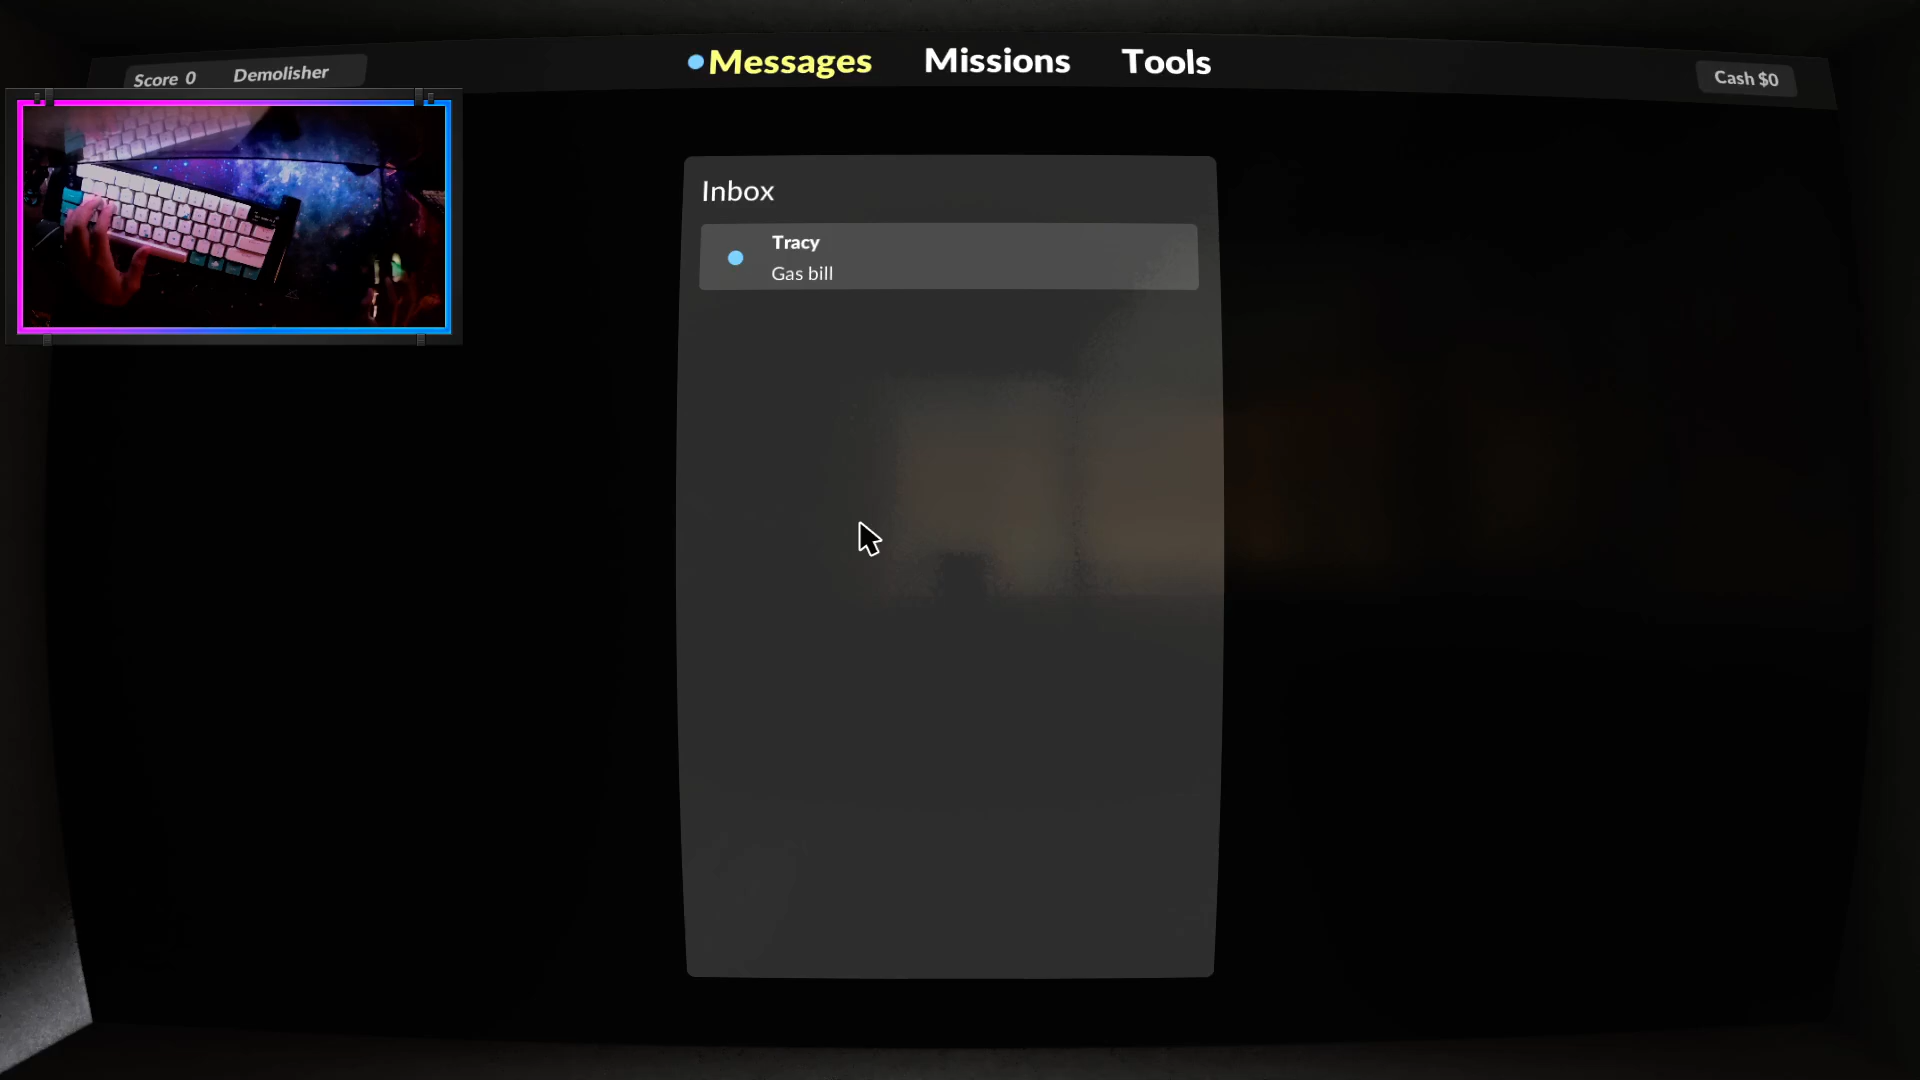 Score 0
Demolisher
Messages
Missions
Tools
Cash $0
Inbox
Tracy
Gas bill